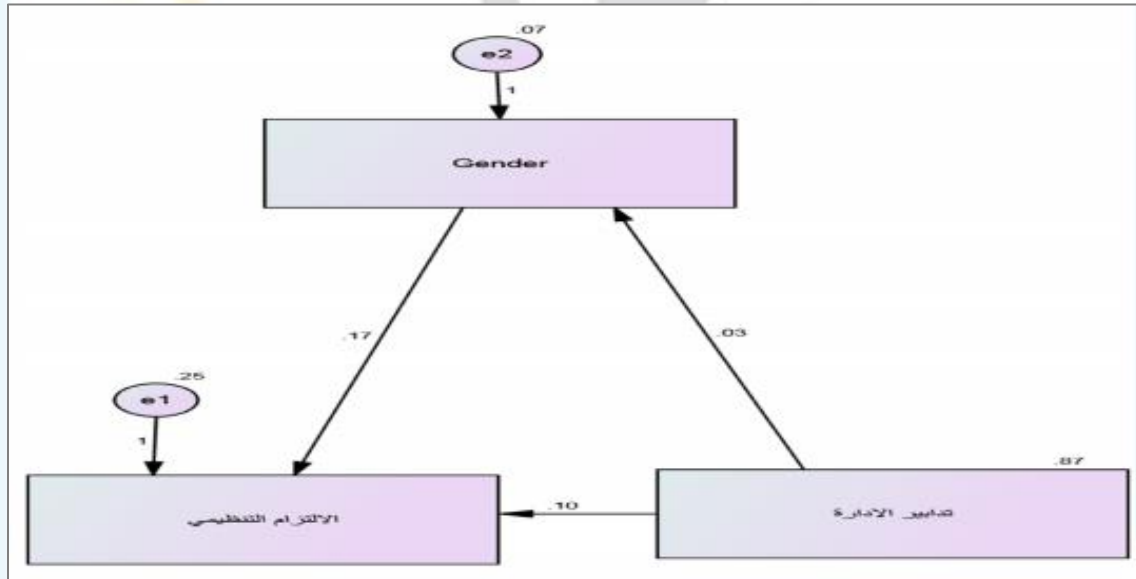 .07
e2
1
Gender
.17
.03
.25
e1
1
.87
الالتزام التنظيمي
.10
تدابير الادارة